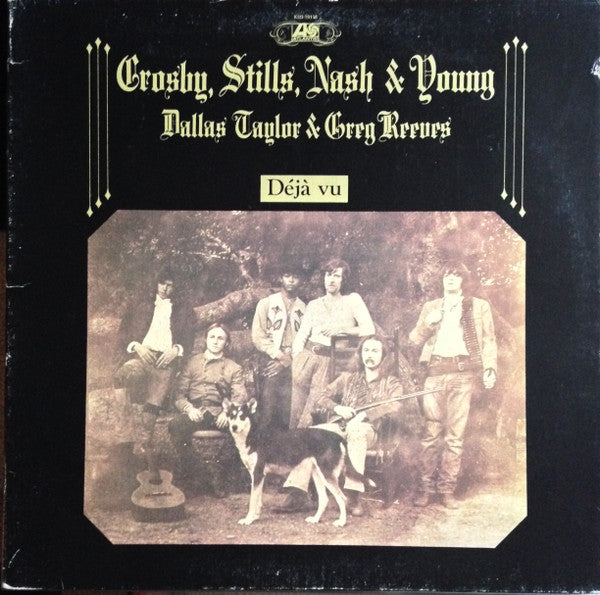 Crosby, Stills, Nash & Young
Dallas Taylor & Greg Reeves
Déjà vu